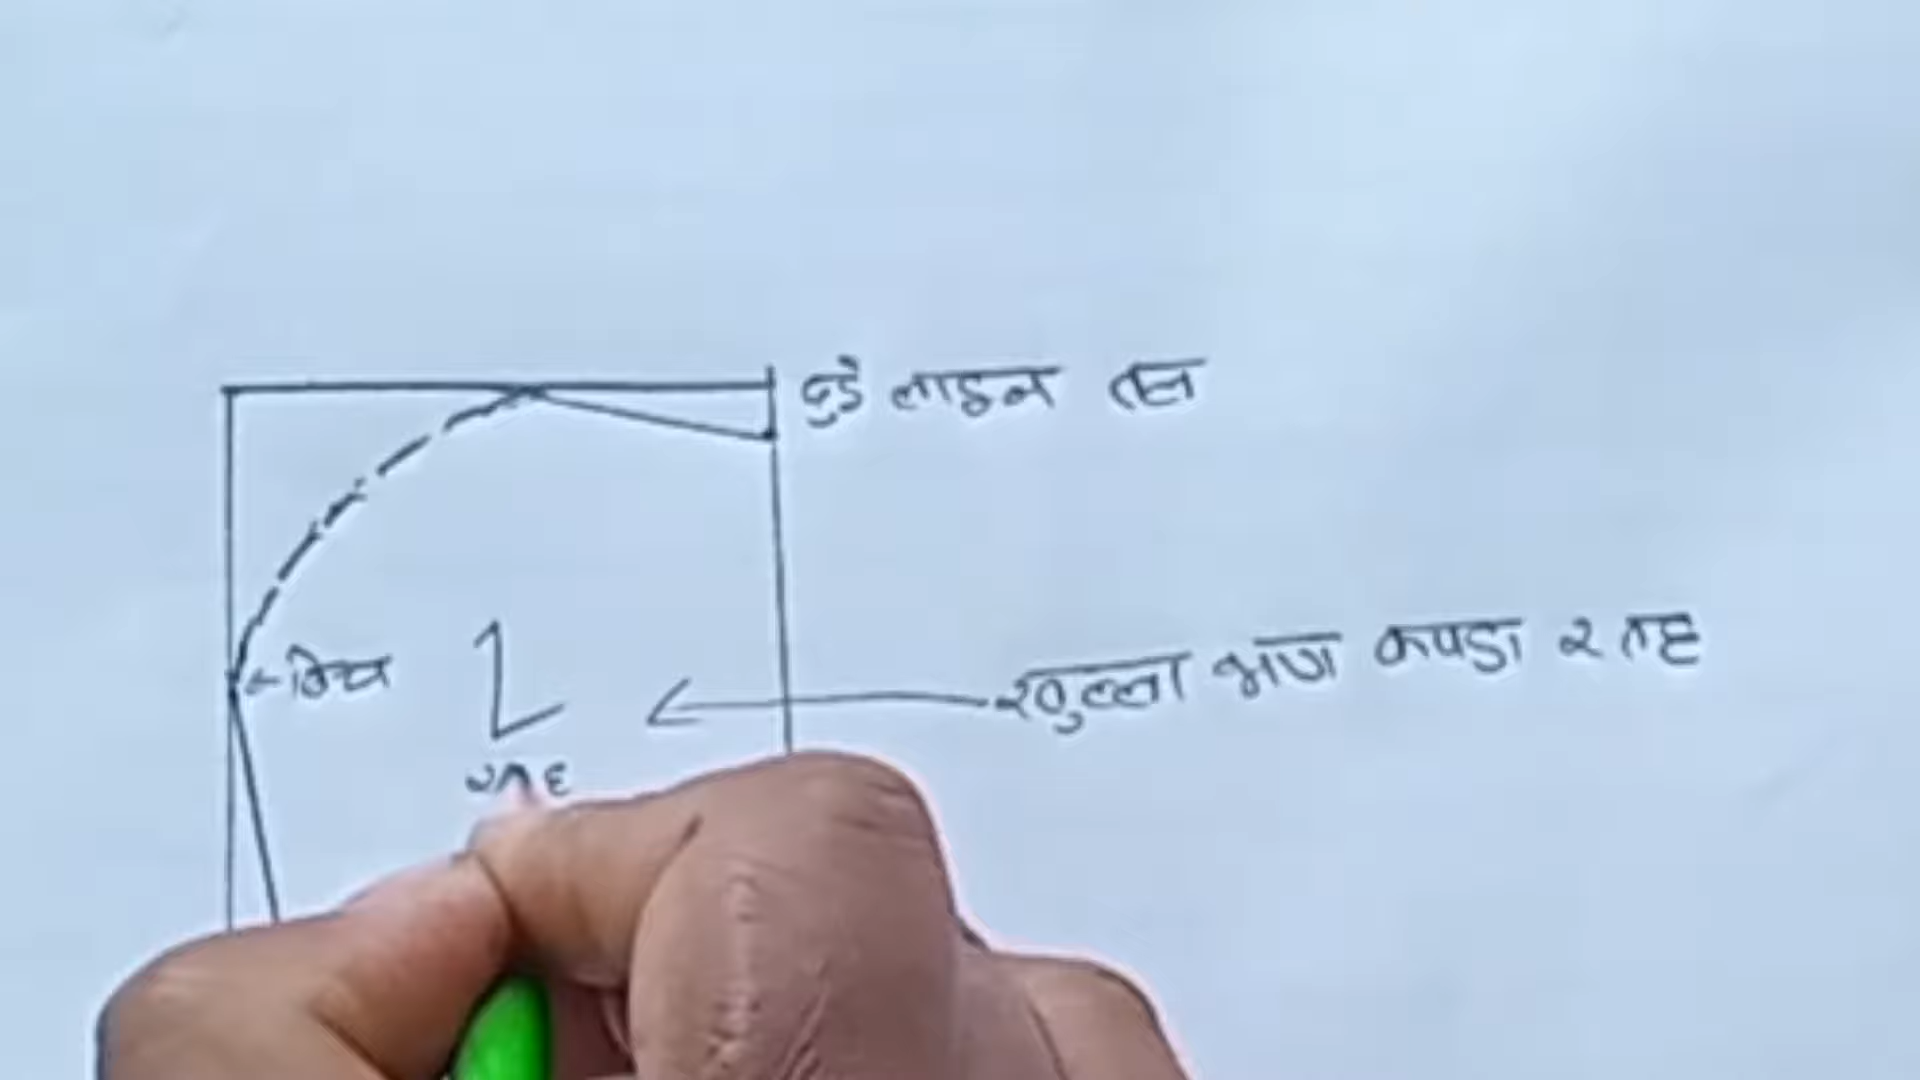 दुई लाइन तल
बिच
खुल्ला भाग कपडा २ तह